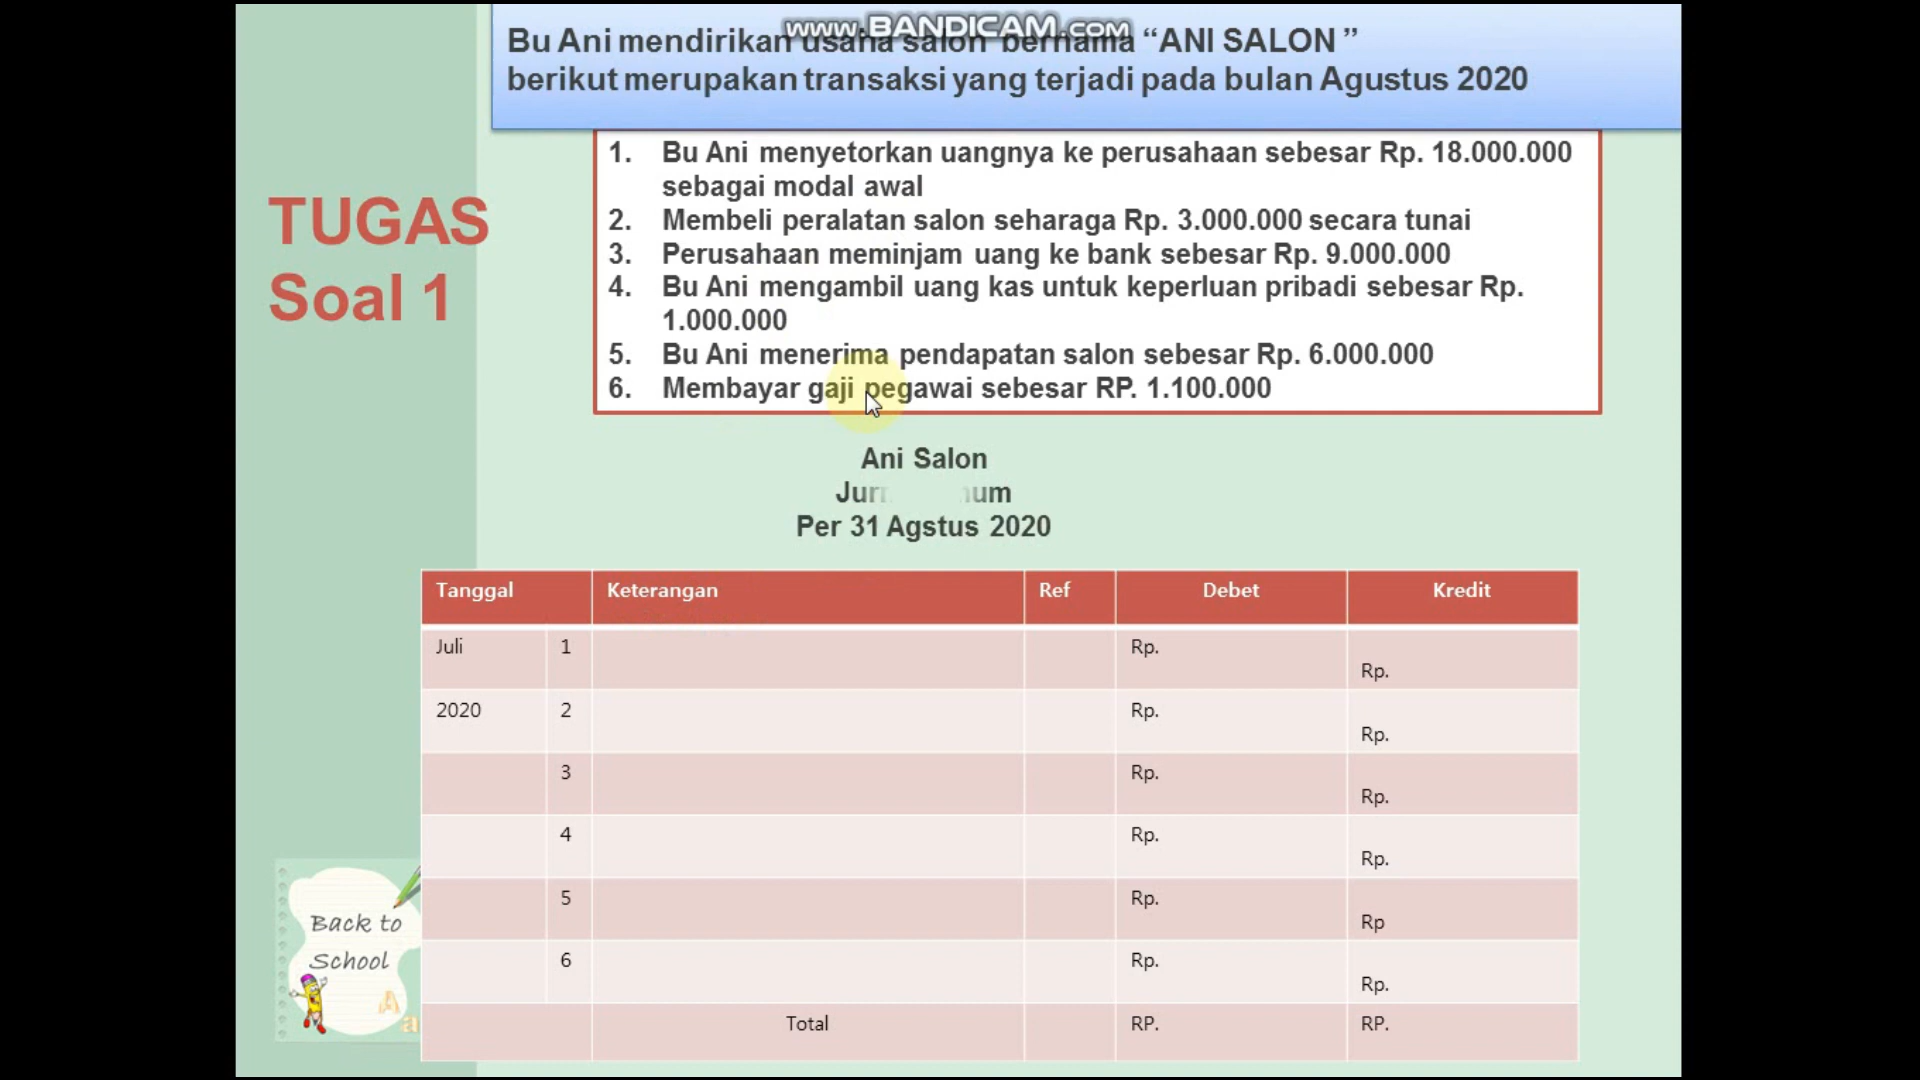 www.BANDICAM.com
Bu Ani mendirikan usaha salon bernama “ANI SALON ”
berikut merupakan transaksi yang terjadi pada bulan Agustus 2020
TUGAS
Soal 1
1. Bu Ani menyetorkan uangnya ke perusahaan sebesar Rp. 18.000.000
sebagai modal awal
2. Membeli peralatan salon seharaga Rp. 3.000.000 secara tunai
3. Perusahaan meminjam uang ke bank sebesar Rp. 9.000.000
4. Bu Ani mengambil uang kas untuk keperluan pribadi sebesar Rp.
1.000.000
5. Bu Ani menerima pendapatan salon sebesar Rp. 6.000.000
6. Membayar gaji pegawai sebesar RP. 1.100.000
Ani Salon
Per 31 Agstus 2020
Tanggal Keterangan Ref Debet Kredit
Juli 1 Rp.
Rp.
2020 2 Rp.
Rp.
3 Rp.
Rp.
4 Rp.
Rp.
5 Rp.
Rp
6 Rp.
Rp.
Total RP. RP.
Back to
School
A
a